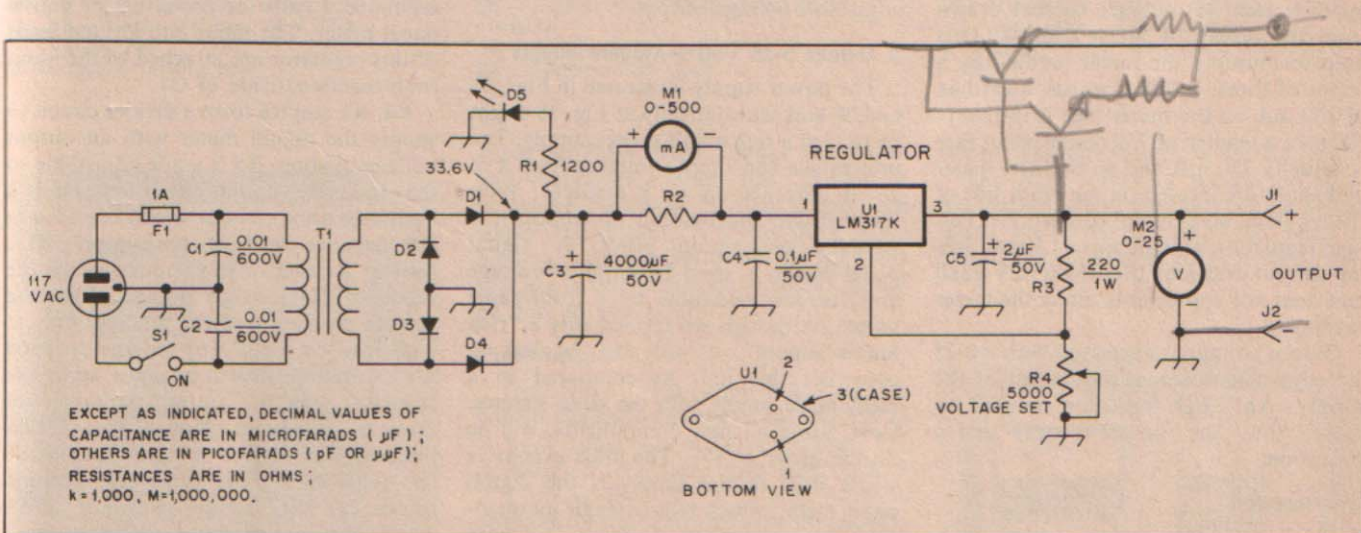 D5
M1
0-500
+
-
mA
33.6V
R1
1200
REGULATOR
1A
F1
T1
D1
R2
1
U1
LM317K
3
J1
+
C1
0.01
600V
D2
C3
+
4000µF
50V
C4
0.1µF
50V
2
C5
+
2µF
50V
R3
220
1W
M2
0-25
+
V
-
OUTPUT
117
VAC
S1
ON
C2
0.01
600V
D3
D4
J2
-
R4
5000
VOLTAGE SET
EXCEPT AS INDICATED, DECIMAL VALUES OF
CAPACITANCE ARE IN MICROFARADS ( µF ) ;
OTHERS ARE IN PICOFARADS ( pF OR µµF);
RESISTANCES ARE IN OHMS ;
k = 1,000, M=1,000,000.
U1
2
3(CASE)
1
BOTTOM VIEW